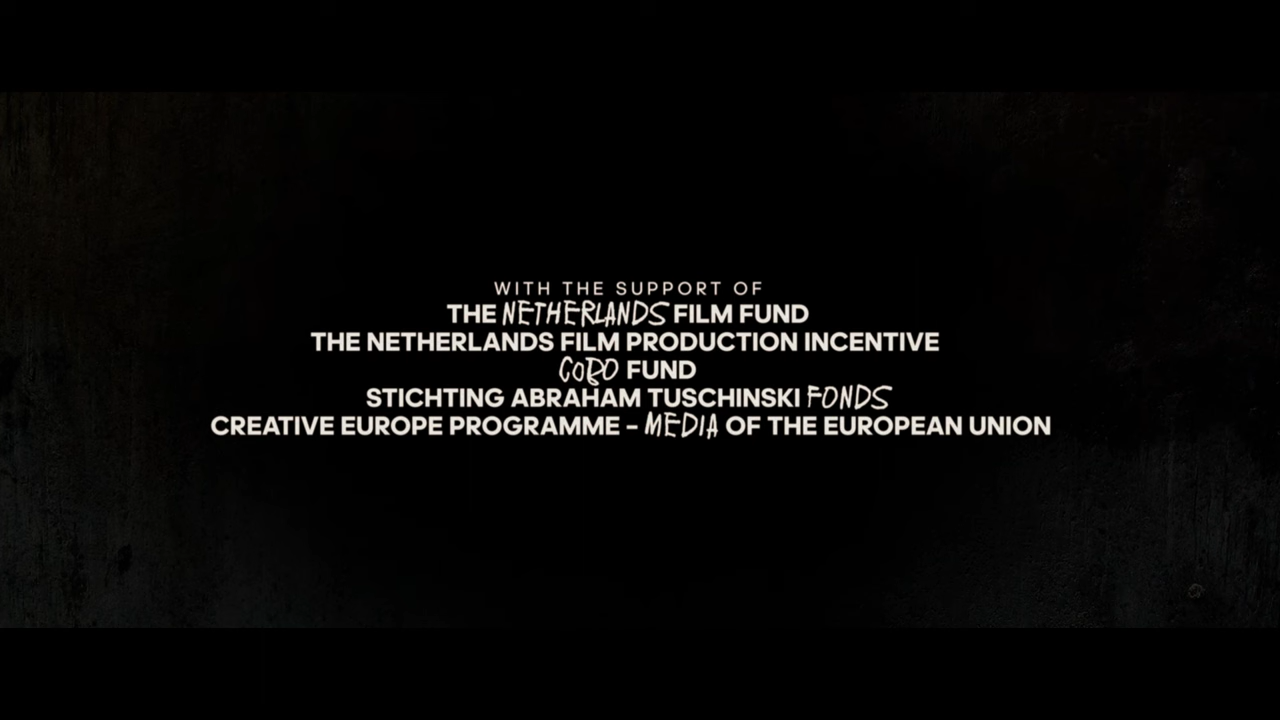 WITH THE SUPPORT OF
THE NETHERLANDS FILM FUND
THE NETHERLANDS FILM PRODUCTION INCENTIVE
COBO FUND
STICHTING ABRAHAM TUSCHINSKI FONDS
CREATIVE EUROPE PROGRAMME – MEDIA OF THE EUROPEAN UNION